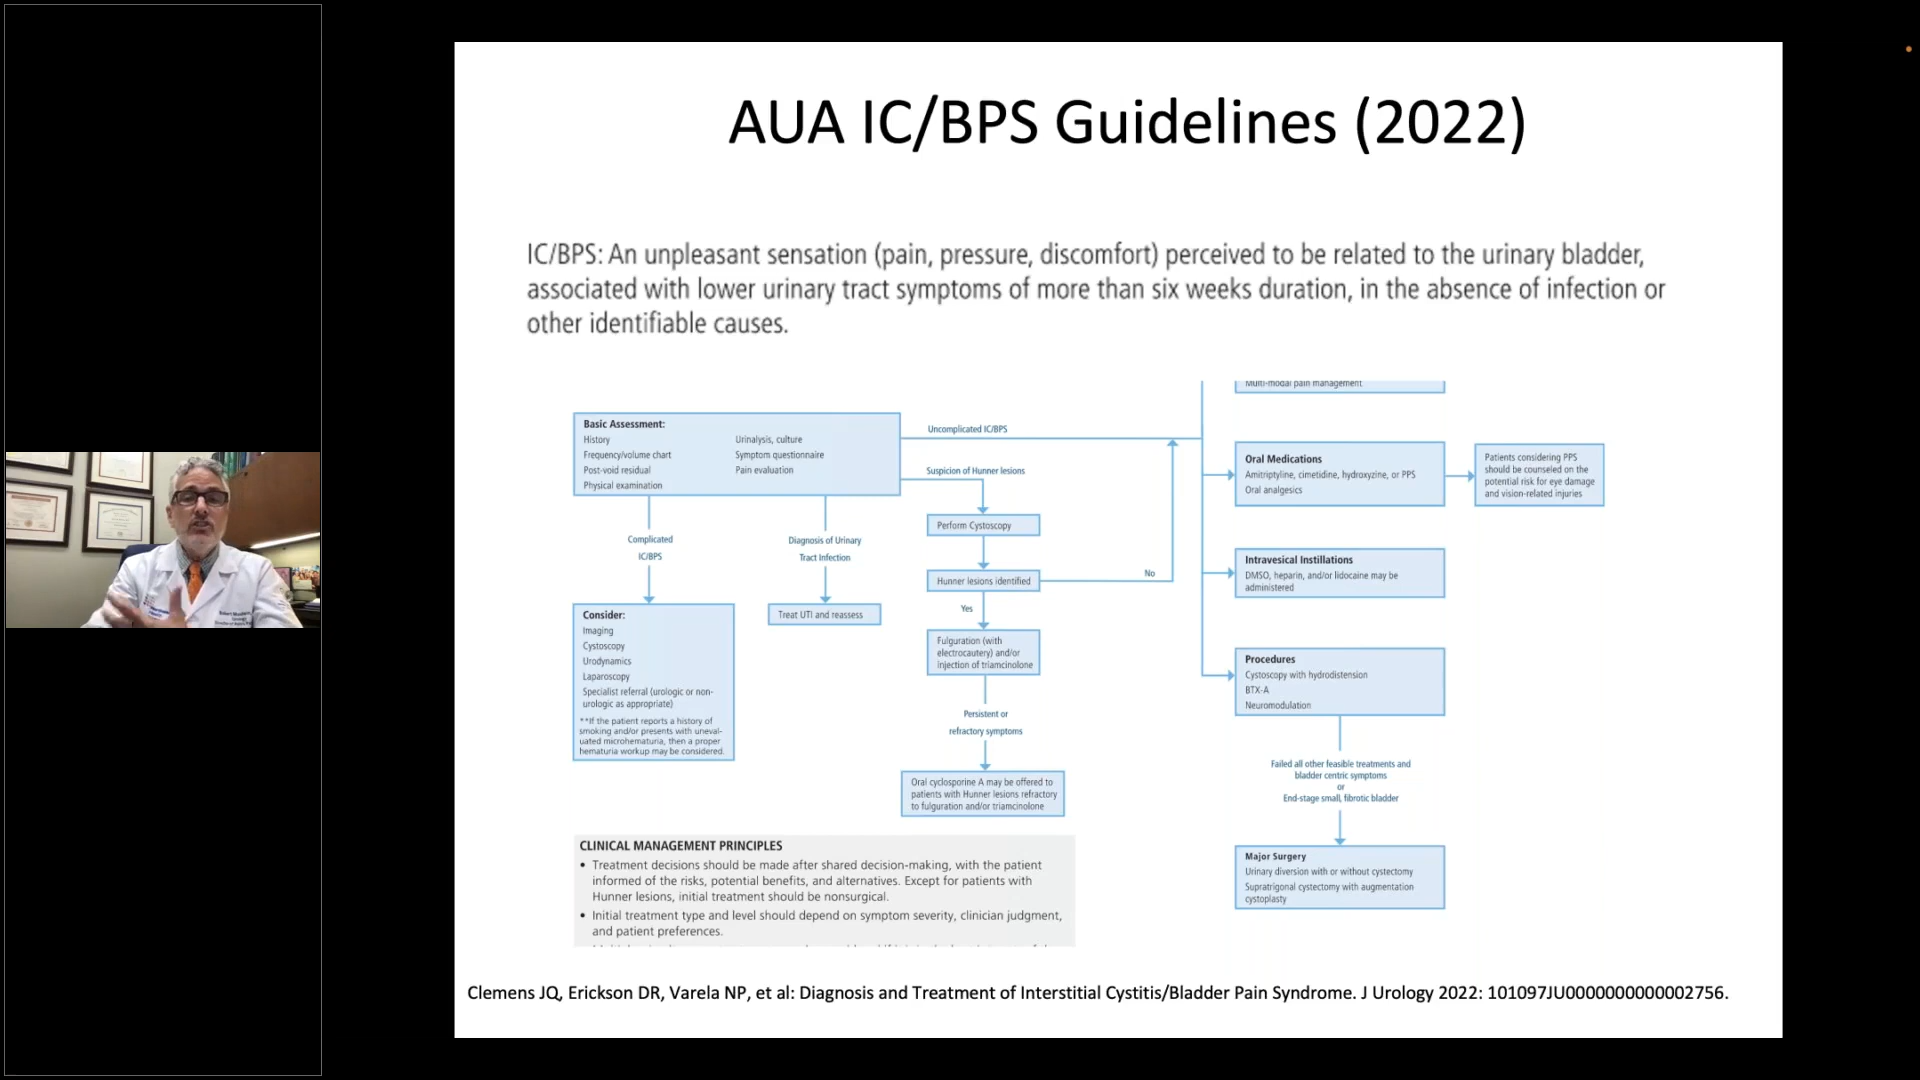 AUA IC/BPS Guidelines (2022)
IC/BPS: An unpleasant sensation (pain, pressure, discomfort) perceived to be related to the urinary bladder,
associated with lower urinary tract symptoms of more than six weeks duration, in the absence of infection or
other identifiable causes.
Basic Assessment:
History
Frequency/volume chart
Post-void residual
Physical examination
Urinalysis, culture
Symptom questionnaire
Pain evaluation
Complicated
IC/BPS
Consider:
Imaging
Cystoscopy
Urodynamics
Laparoscopy
Specialist referral (urologic or non-
urologic as appropriate)
**If the patient reports a history of
smoking and/or presents with uneval-
uated microhematuria, then a proper
hematuria workup may be considered.
Diagnosis of Urinary
Tract Infection
Treat UTI and reassess
Uncomplicated IC/BPS
Suspicion of Hunner lesions
Perform Cystoscopy
Hunner lesions identified
No
Yes
Fulguration (with
electrocautery) and/or
injection of triamcinolone
Persistent or
refractory symptoms
Oral cyclosporine A may be offered to
patients with Hunner lesions refractory
to fulguration and/or triamcinolone
Multi-modal pain management
Oral Medications
Amitriptyline, cimetidine, hydroxyzine, or PPS
Oral analgesics
Patients considering PPS
should be counseled on the
potential risk for eye damage
and vision-related injuries
Intravesical Instillations
DMSO, heparin, and/or lidocaine may be
administered
Procedures
Cystoscopy with hydrodistension
BTX-A
Neuromodulation
Failed all other feasible treatments and
bladder centric symptoms
or
End-stage small, fibrotic bladder
Major Surgery
Urinary diversion with or without cystectomy
Supratrigonal cystectomy with augmentation
cystoplasty
CLINICAL MANAGEMENT PRINCIPLES
• Treatment decisions should be made after shared decision-making, with the patient
informed of the risks, potential benefits, and alternatives. Except for patients with
Hunner lesions, initial treatment should be nonsurgical.
• Initial treatment type and level should depend on symptom severity, clinician judgment,
and patient preferences.
Clemens JQ, Erickson DR, Varela NP, et al: Diagnosis and Treatment of Interstitial Cystitis/Bladder Pain Syndrome. J Urology 2022: 101097JU0000000000002756.